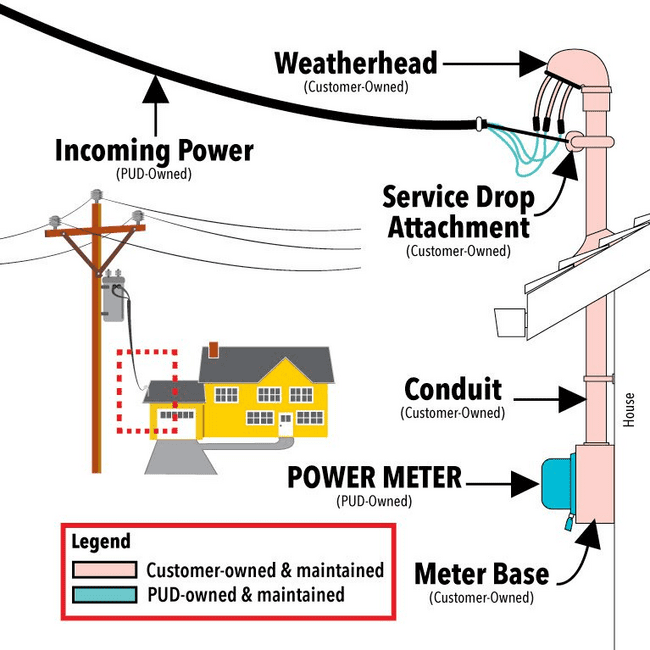 Weatherhead
(Customer-Owned)
Incoming Power
(PUD-Owned)
Service Drop
Attachment
(Customer-Owned)
Conduit
(Customer-Owned)
House
POWER METER
(PUD-Owned)
Legend
Customer-owned & maintained
PUD-owned & maintained
Meter Base
(Customer-Owned)